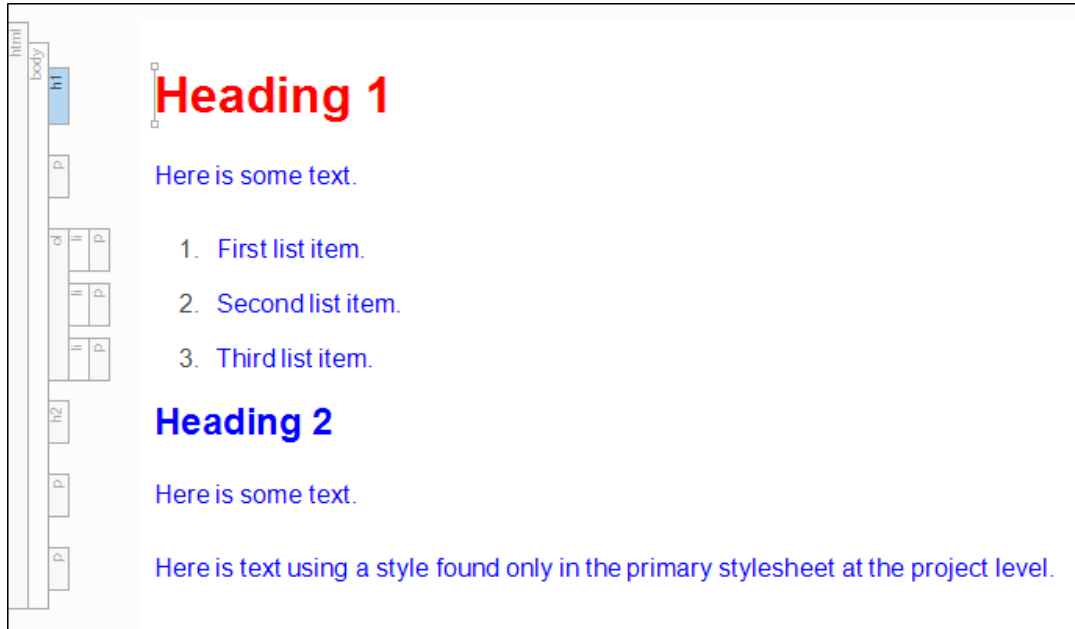 html
body
h1
Heading 1
p
Here is some text.
ol li p
1. First list item.
li p
2. Second list item.
li p
3. Third list item.
h2
Heading 2
p
Here is some text.
p
Here is text using a style found only in the primary stylesheet at the project level.